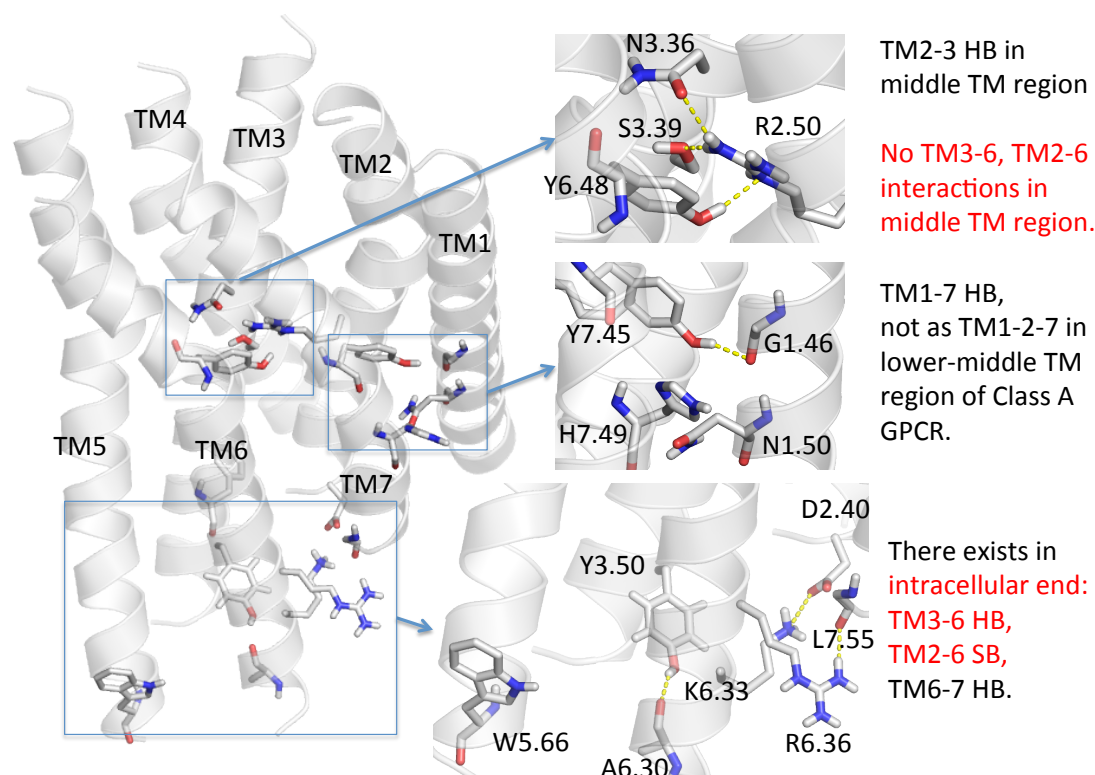 TM4
TM3
TM2
TM1
TM5
TM6
TM7
N3.36
S3.39
R2.50
Y6.48
TM2-3 HB in
middle TM region
No TM3-6, TM2-6
interactions in
middle TM region.
Y7.45
G1.46
H7.49
N1.50
TM1-7 HB,
not as TM1-2-7 in
lower-middle TM
region of Class A
GPCR.
D2.40
Y3.50
L7.55
K6.33
W5.66
R6.36
A6.30
There exists in
intracellular end:
TM3-6 HB,
TM2-6 SB,
TM6-7 HB.